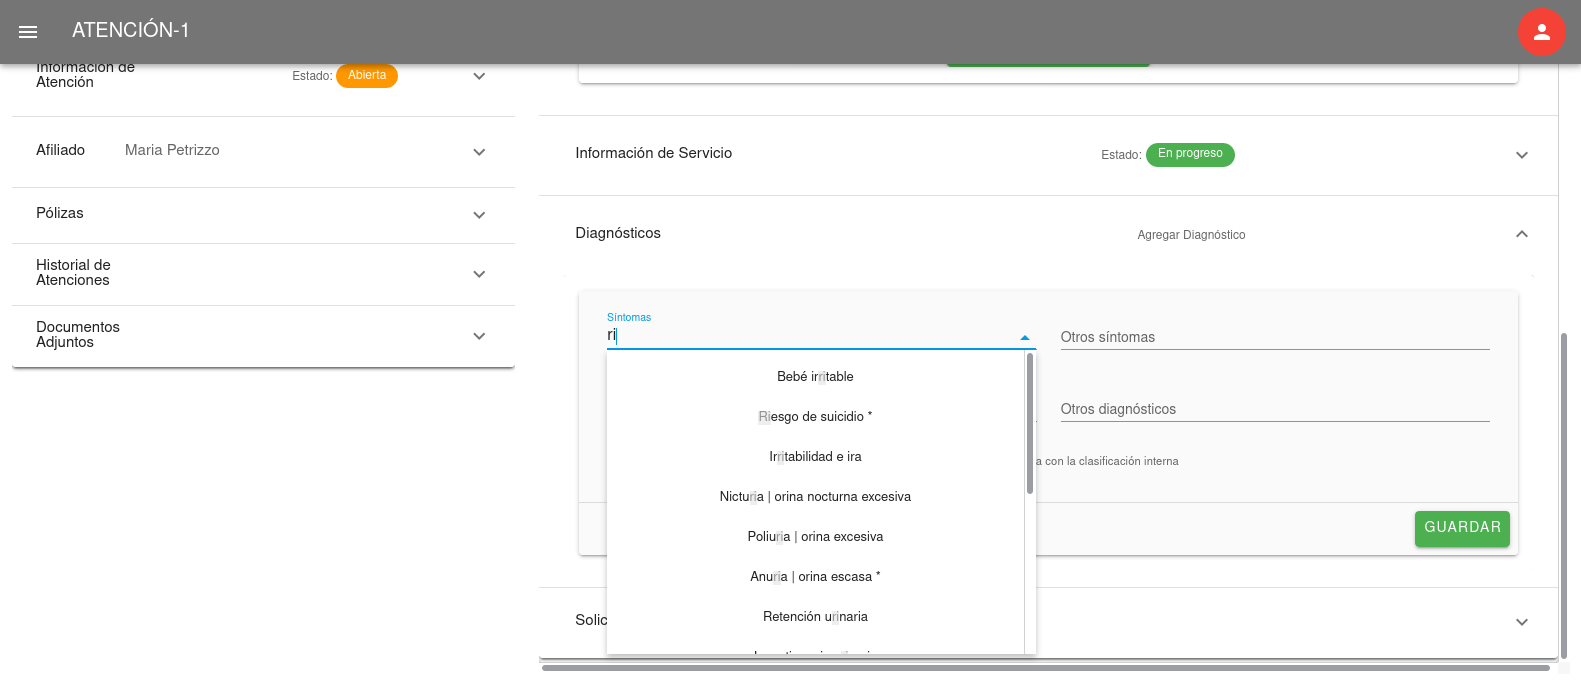 ATENCIÓN-1
Información de
Atención
Estado: Abierta
Afiliado Maria Petrizzo
Pólizas
Historial de
Atenciones
Documentos
Adjuntos
Información de Servicio
Estado: En progreso
Diagnósticos
Agregar Diagnóstico
Síntomas
ri
Otros síntomas
Bebé irritable
Riesgo de suicidio *
Irritabilidad e ira
Nicturia | orina nocturna excesiva
Poliuria | orina excesiva
Anuria | orina escasa *
Retención urinaria
Otros diagnósticos
a con la clasificación interna
GUARDAR
Solic